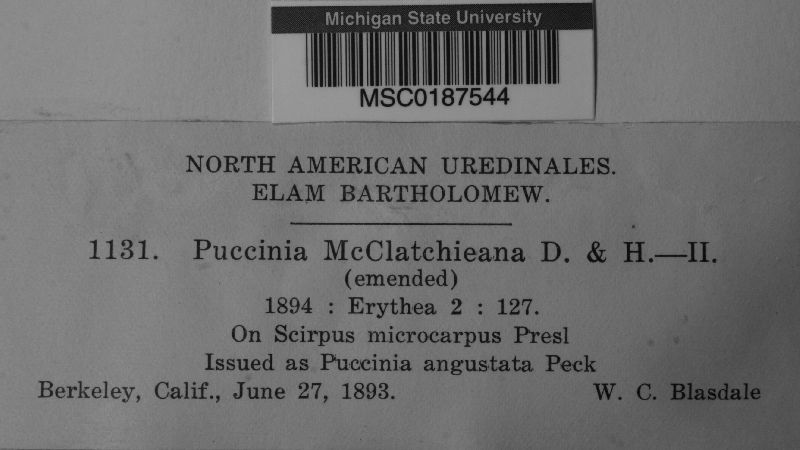 Michigan State University
MSC0187544
NORTH AMERICAN UREDINALES.
ELAM BARTHOLOMEW.
1131. Puccinia McClatchieana D. & H.—II.
(emended)
1894 : Erythea 2 : 127.
On Scirpus microcarpus Presl
Issued as Puccinia angustata Peck
Berkeley, Calif., June 27, 1893. W. C. Blasdale